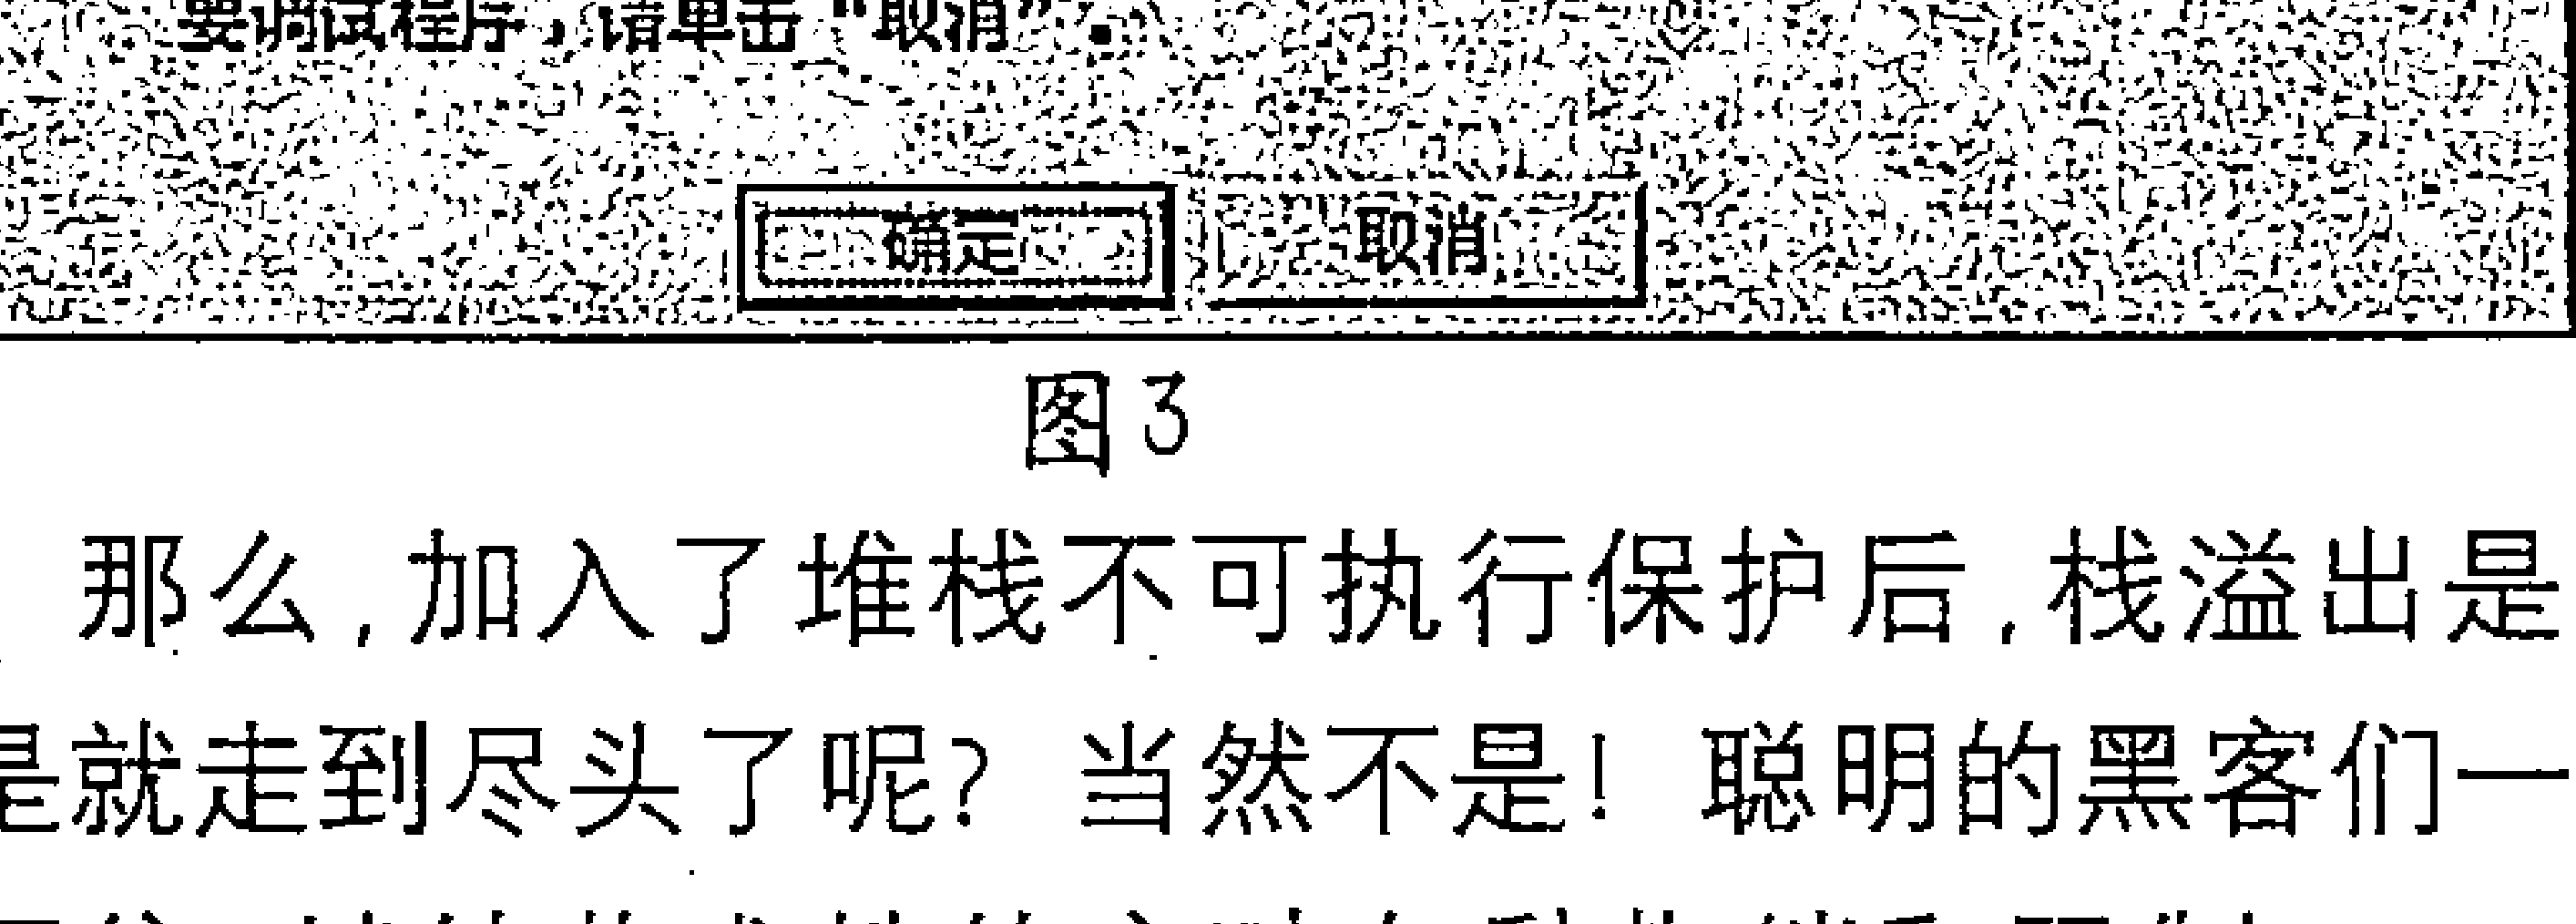 要调试程序，请单击“取消”.
确定 取消
图3
那么,加入了堆栈不可执行保护后,栈溢出是
是就走到尽头了呢? 当然不是! 聪明的黑客们一